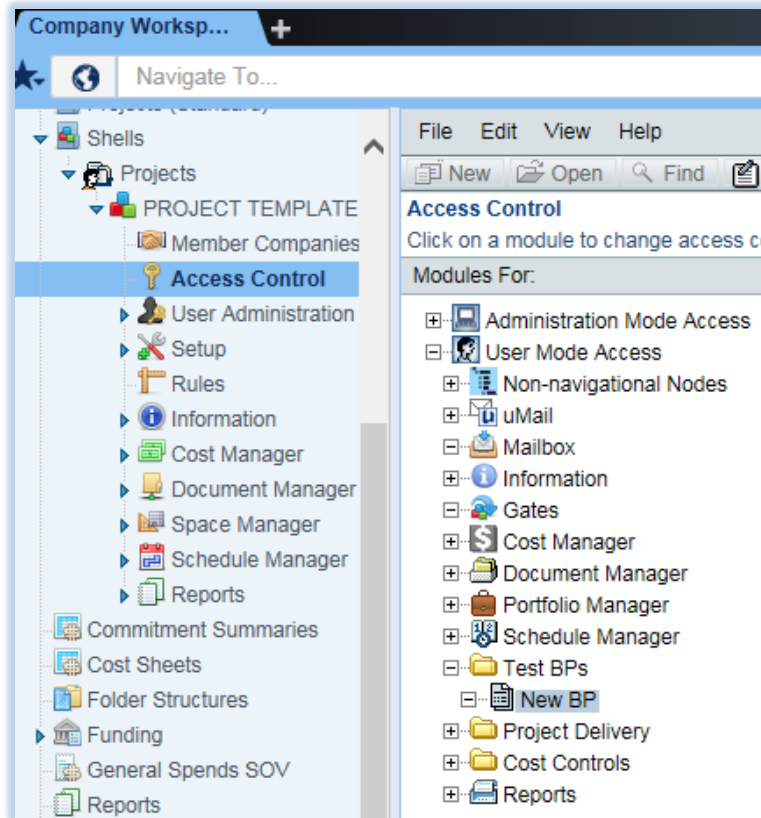 Company Worksp...
Navigate To...
Projects (Standard)
Shells
Projects
PROJECT TEMPLATE
Member Companies
Access Control
User Administration
Setup
Rules
Information
Cost Manager
Document Manager
Space Manager
Schedule Manager
Reports
Commitment Summaries
Cost Sheets
Folder Structures
Funding
General Spends SOV
Reports
File Edit View Help
New Open Find
Access Control
Click on a module to change access c
Modules For:
Administration Mode Access
User Mode Access
Non-navigational Nodes
uMail
Mailbox
Information
Gates
Cost Manager
Document Manager
Portfolio Manager
Schedule Manager
Test BPs
New BP
Project Delivery
Cost Controls
Reports